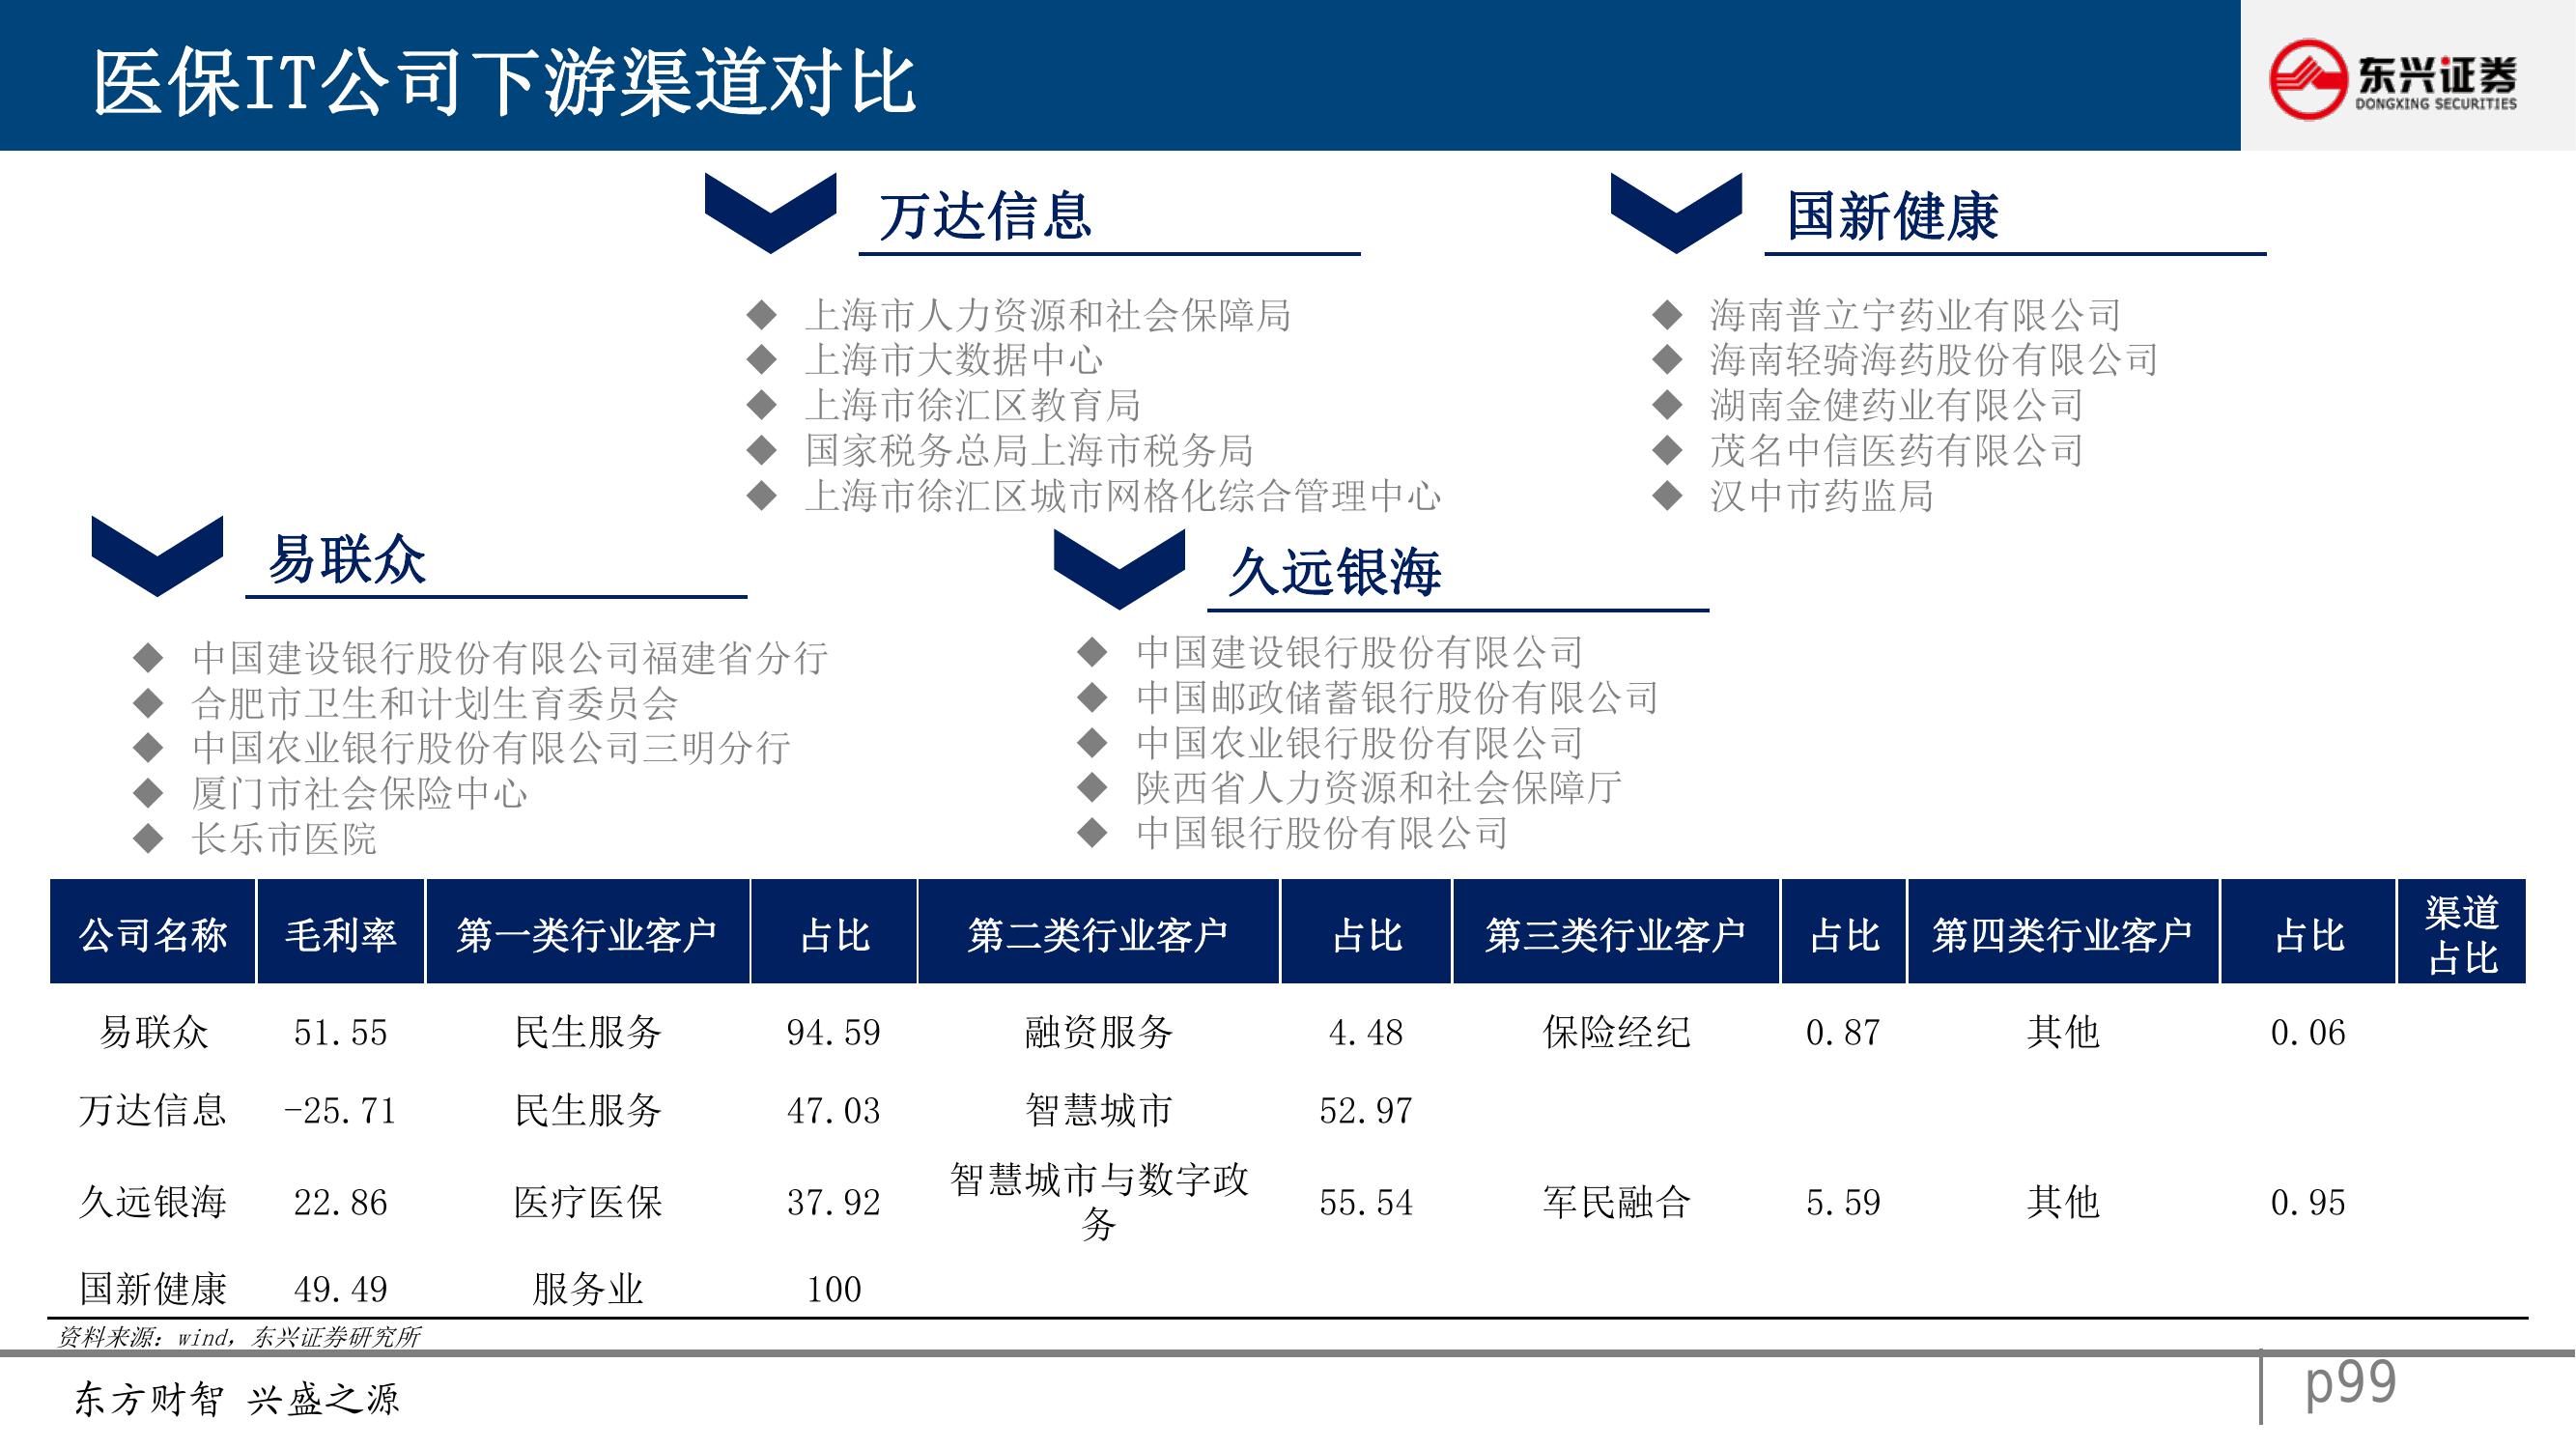 医保IT公司下游渠道对比
东兴证券
DONGXING SECURITIES
万达信息
上海市人力资源和社会保障局
上海市大数据中心
上海市徐汇区教育局
国家税务总局上海市税务局
上海市徐汇区城市网格化综合管理中心
国新健康
海南普立宁药业有限公司
海南轻骑海药股份有限公司
湖南金健药业有限公司
茂名中信医药有限公司
汉中市药监局
易联众
中国建设银行股份有限公司福建省分行
合肥市卫生和计划生育委员会
中国农业银行股份有限公司三明分行
厦门市社会保险中心
长乐市医院
久远银海
中国建设银行股份有限公司
中国邮政储蓄银行股份有限公司
中国农业银行股份有限公司
陕西省人力资源和社会保障厅
中国银行股份有限公司
公司名称 毛利率 第一类行业客户 占比 第二类行业客户 占比 第三类行业客户 占比 第四类行业客户 占比 渠道
占比
易联众 51.55 民生服务 94.59 融资服务 4.48 保险经纪 0.87 其他 0.06
万达信息 -25.71 民生服务 47.03 智慧城市 52.97
久远银海 22.86 医疗医保 37.92 智慧城市与数字政 55.54 军民融合 5.59 其他 0.95
务
国新健康 49.49 服务业 100
资料来源：wind，东兴证券研究所
东方财智 兴盛之源
p99